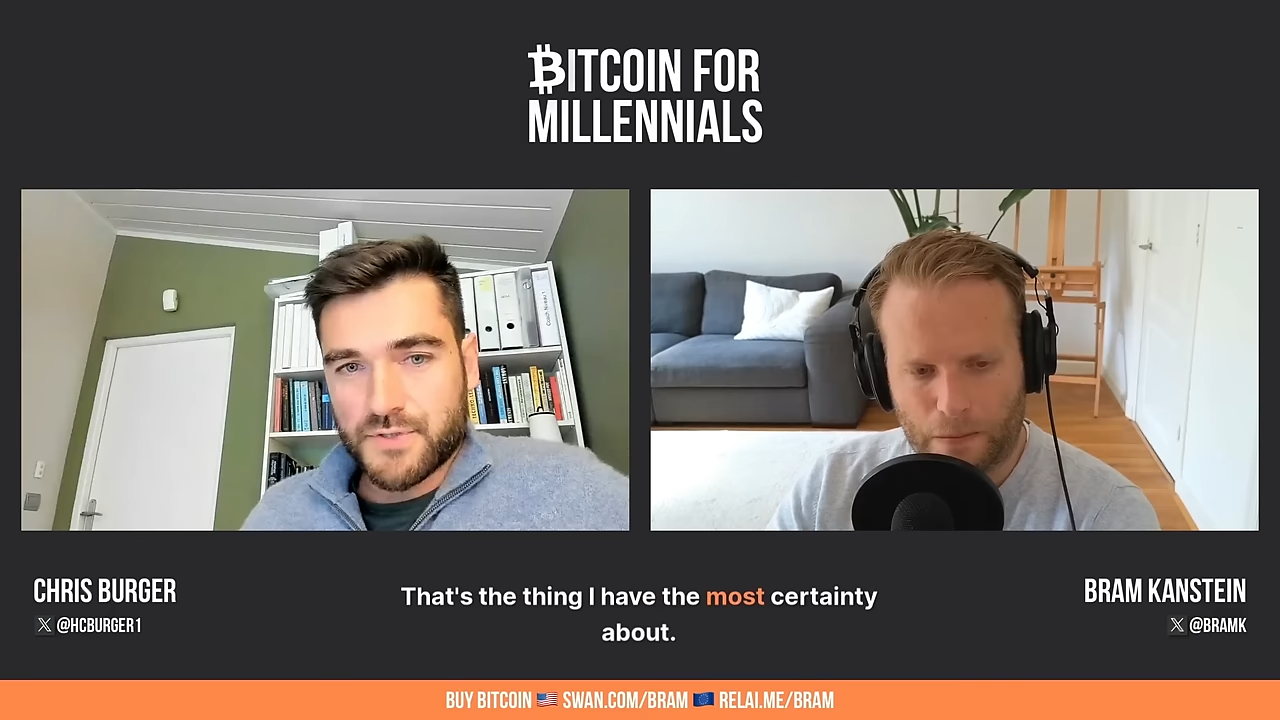 ₿ITCOIN FOR
MILLENNIALS
CHRIS BURGER
𝕏 @HCBURGER1
That's the thing I have the most certainty
about.
BRAM KANSTEIN
𝕏 @BRAMK
BUY BITCOIN 🇺🇸 SWAN.COM/BRAM 🇪🇺 RELAI.ME/BRAM